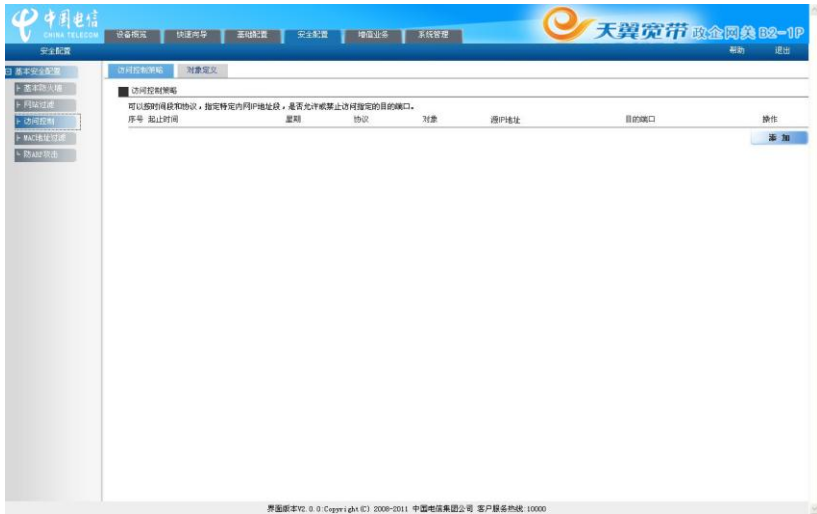 中国电信
CHINA TELECOM
设备概览 快速向导 基础配置 安全配置 增值业务 系统管理
天翼宽带 政企网关 B2-1P
安全配置
帮助 退出
基本安全配置
基本防火墙
网址过滤
访问控制
MAC地址过滤
防ARP攻击
访问控制策略 对象定义
访问控制策略
可以按时间段和协议，指定特定内网IP地址段，是否允许或禁止访问指定的目的端口。
序号 起止时间 星期 协议 对象 源IP地址 目的端口 操作
添加
界面版本V2.0.0 Copyright (C) 2008-2011 中国电信集团公司 客户服务热线:10000